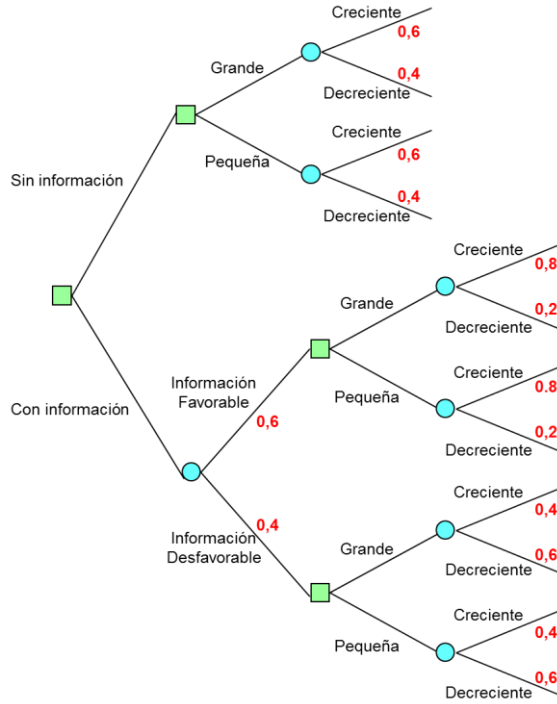 Creciente
0,6
Grande
0,4
Decreciente
Creciente
0,6
Pequeña
0,4
Decreciente
Sin información
Creciente
0,8
Grande
0,2
Decreciente
Con información
Información
Favorable
0,6
Creciente
0.8
Pequeña
0,2
Decreciente
Información
Desfavorable
0,4
Creciente
0,4
Grande
0,6
Decreciente
Creciente
0,4
Pequeña
0,6
Decreciente